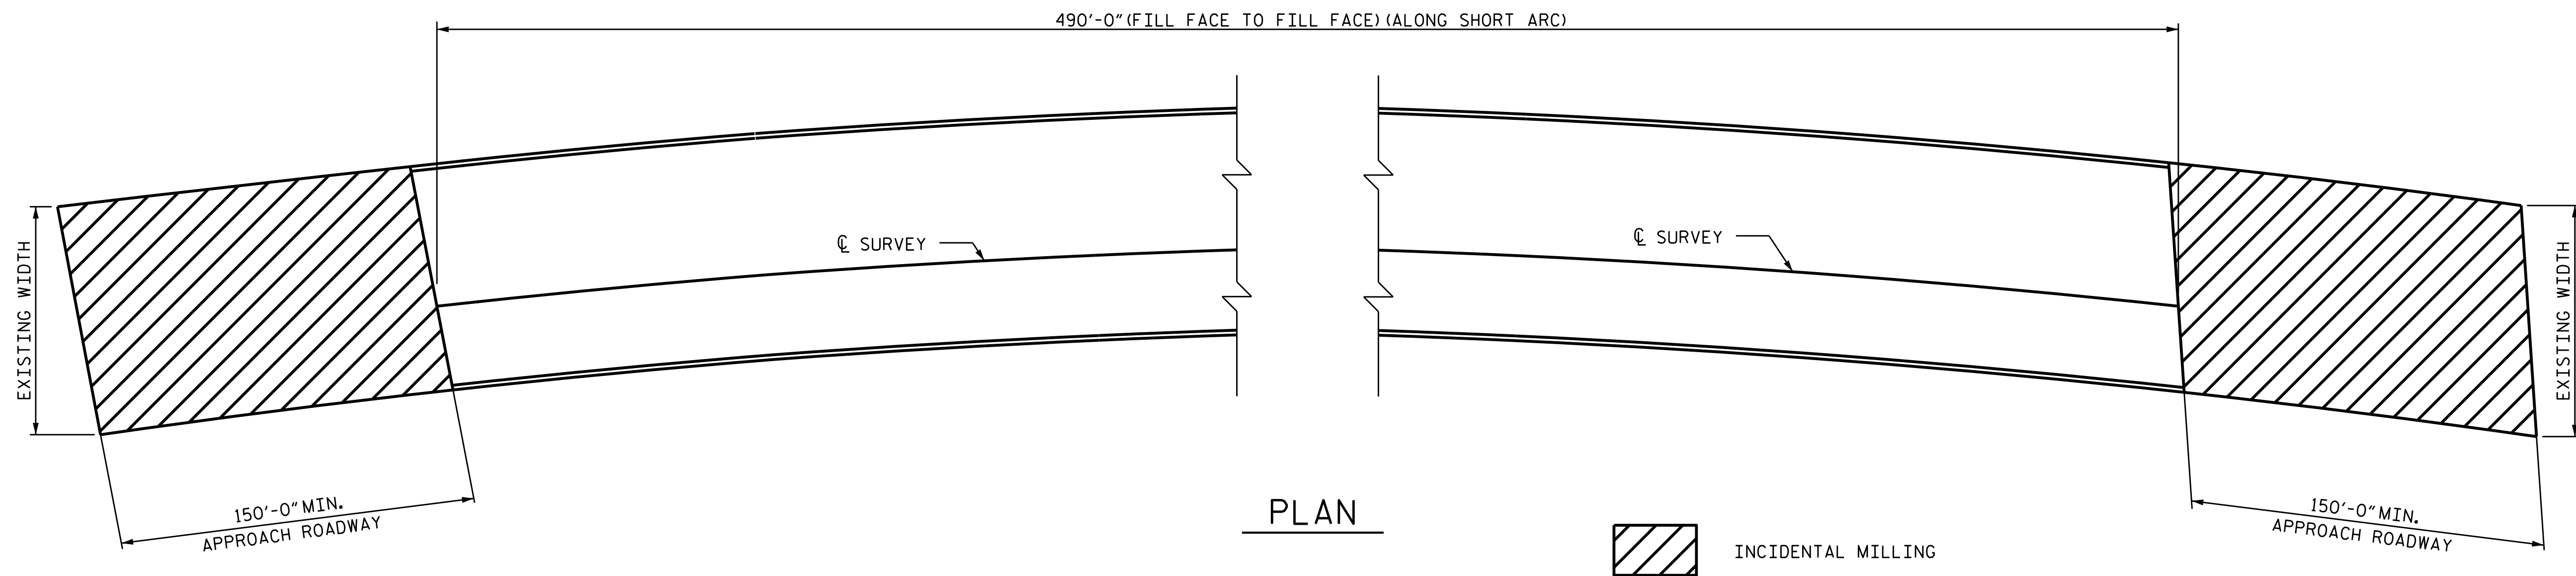 490'-0" (FILL FACE TO FILL FACE) (ALONG SHORT ARC)
EXISTING WIDTH
℄ SURVEY
℄ SURVEY
EXISTING WIDTH
150'-0" MIN.
APPROACH ROADWAY
PLAN
150'-0" MIN.
APPROACH ROADWAY
INCIDENTAL MILLING